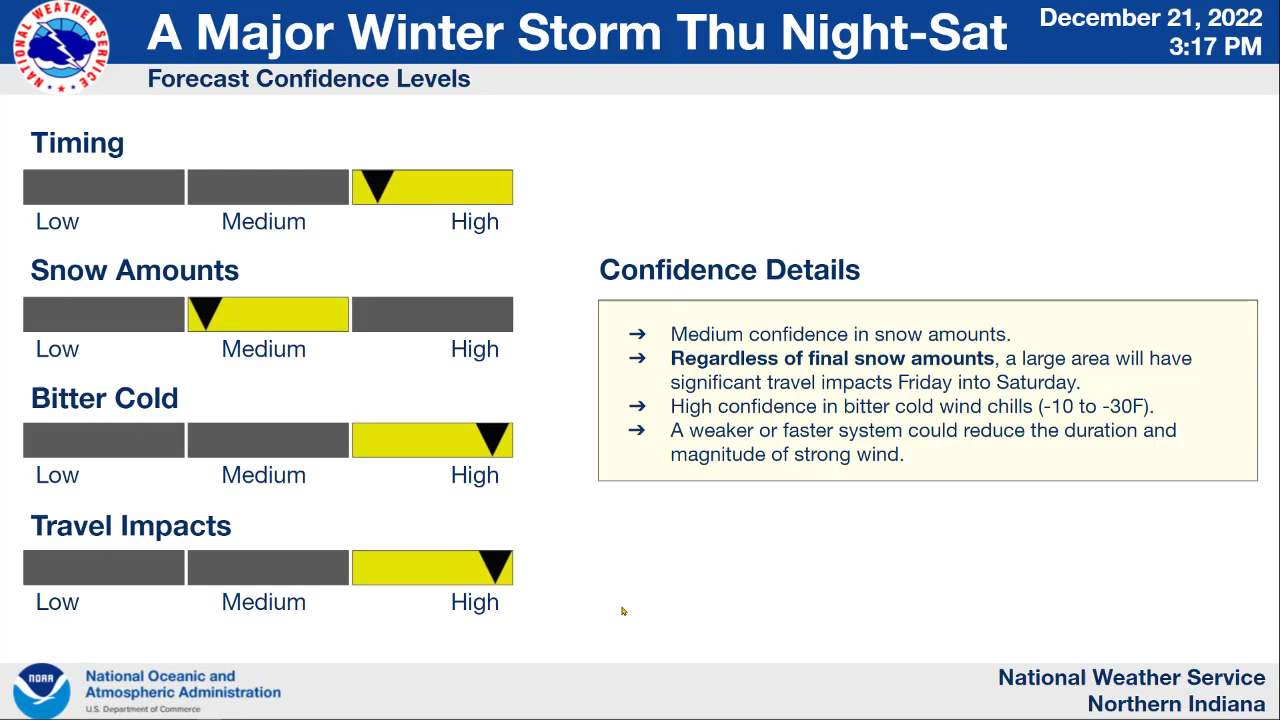 A Major Winter Storm Thu Night-Sat
December 21, 2022
3:17 PM
Forecast Confidence Levels
NATIONAL WEATHER SERVICE
Timing
Low Medium High
Snow Amounts
Low Medium High
Bitter Cold
Low Medium High
Travel Impacts
Low Medium High
Confidence Details
➔ Medium confidence in snow amounts.
➔ Regardless of final snow amounts, a large area will have
significant travel impacts Friday into Saturday.
➔ High confidence in bitter cold wind chills (-10 to -30F).
➔ A weaker or faster system could reduce the duration and
magnitude of strong wind.
NOAA
National Oceanic and
Atmospheric Administration
U.S. Department of Commerce
National Weather Service
Northern Indiana